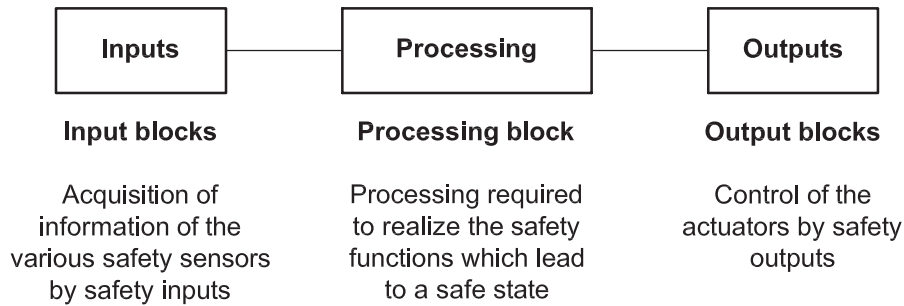 Inputs
Processing
Outputs
Input blocks
Processing block
Output blocks
Acquisition of
information of the
various safety sensors
by safety inputs
Processing required
to realize the safety
functions which lead
to a safe state
Control of the
actuators by safety
outputs